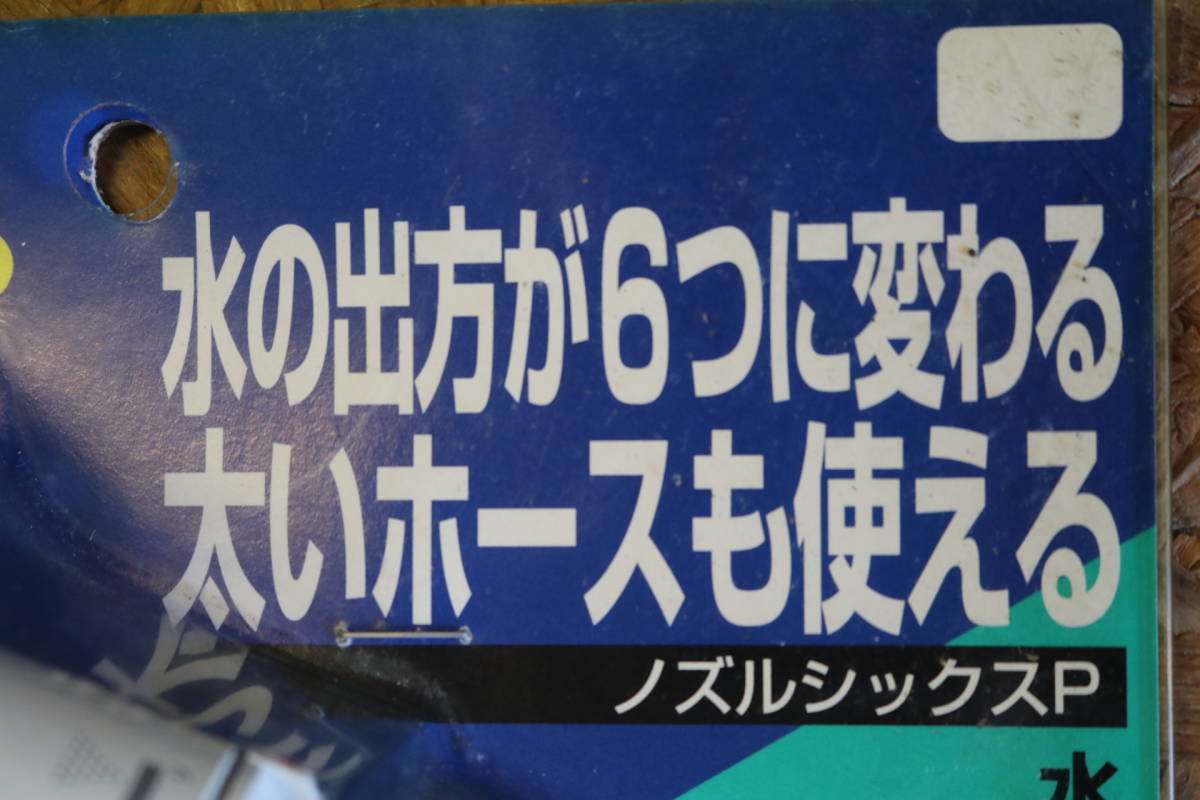 水の出方が6つに変わる
太いホースも使える
ノズルシックスP
水